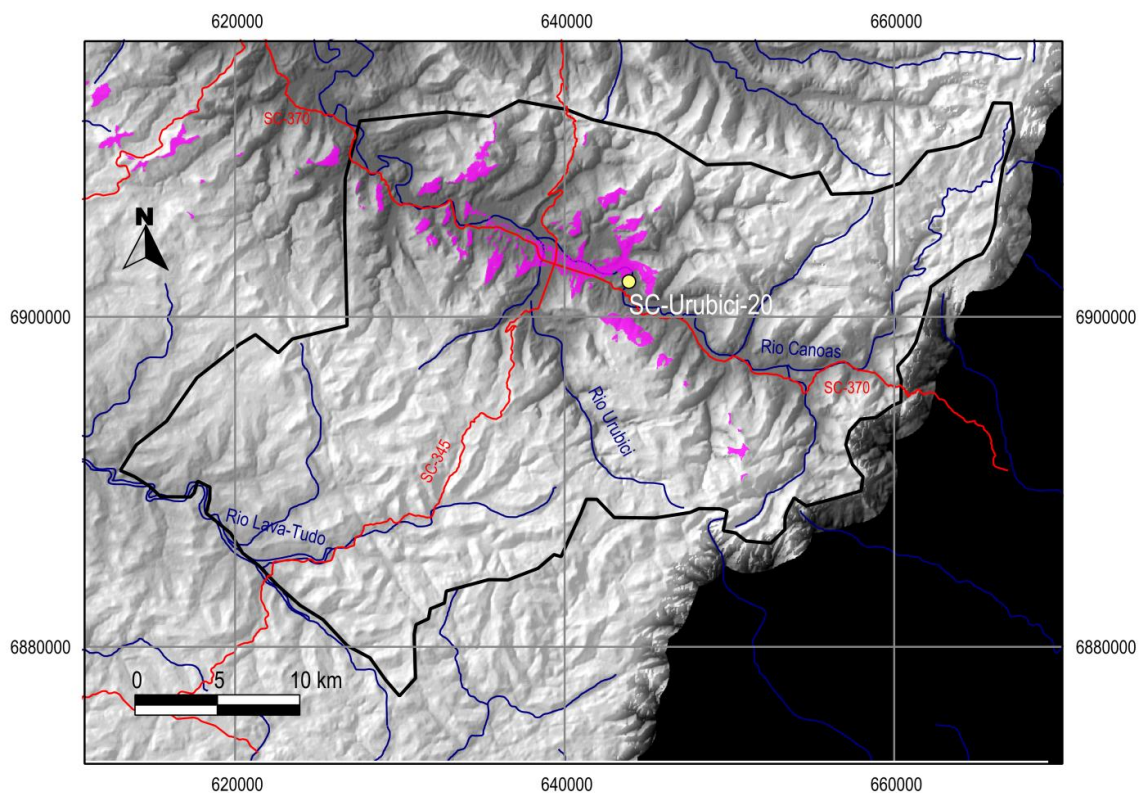 620000
640000
660000
SC-370
N
SC-Urubici-20
6900000
6900000
Rio Canoas
SC-370
Rio Urubici
SC-345
Rio Lava-Tudo
6880000
6880000
0
5
10 km
620000
640000
660000